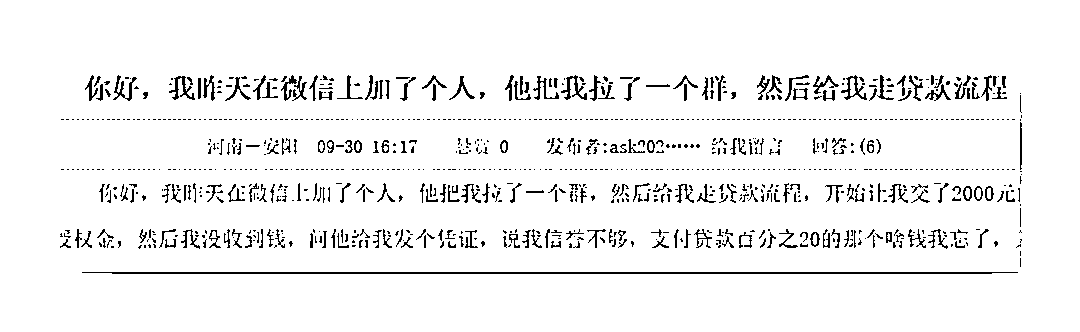 你好，我昨天在微信上加了个人，他把我拉了一个群，然后给我走贷款流程
河南－安阳 09-30 16:17 悬赏 0 发布者:ask202…… 给我留言 回答:(6)
你好，我昨天在微信上加了个人，他把我拉了一个群，然后给我走贷款流程，开始让我交了2000元
权金，然后我没收到钱，问他给我发个凭证，说我信誉不够，支付贷款百分之20的那个啥钱我忘了，